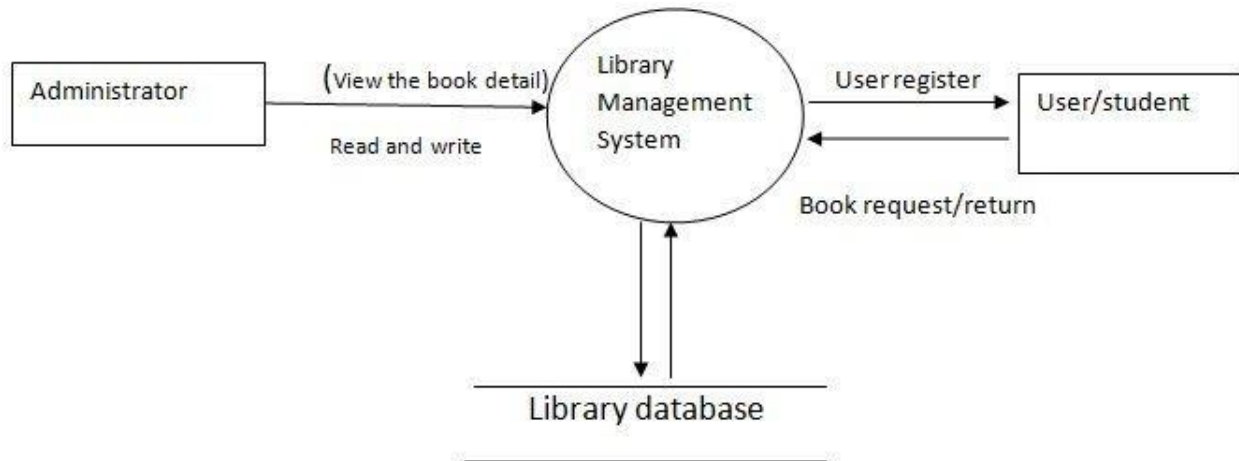 Administrator
(View the book detail)
Read and write
Library
Management
System
User register
User/student
Book request/return
Library database